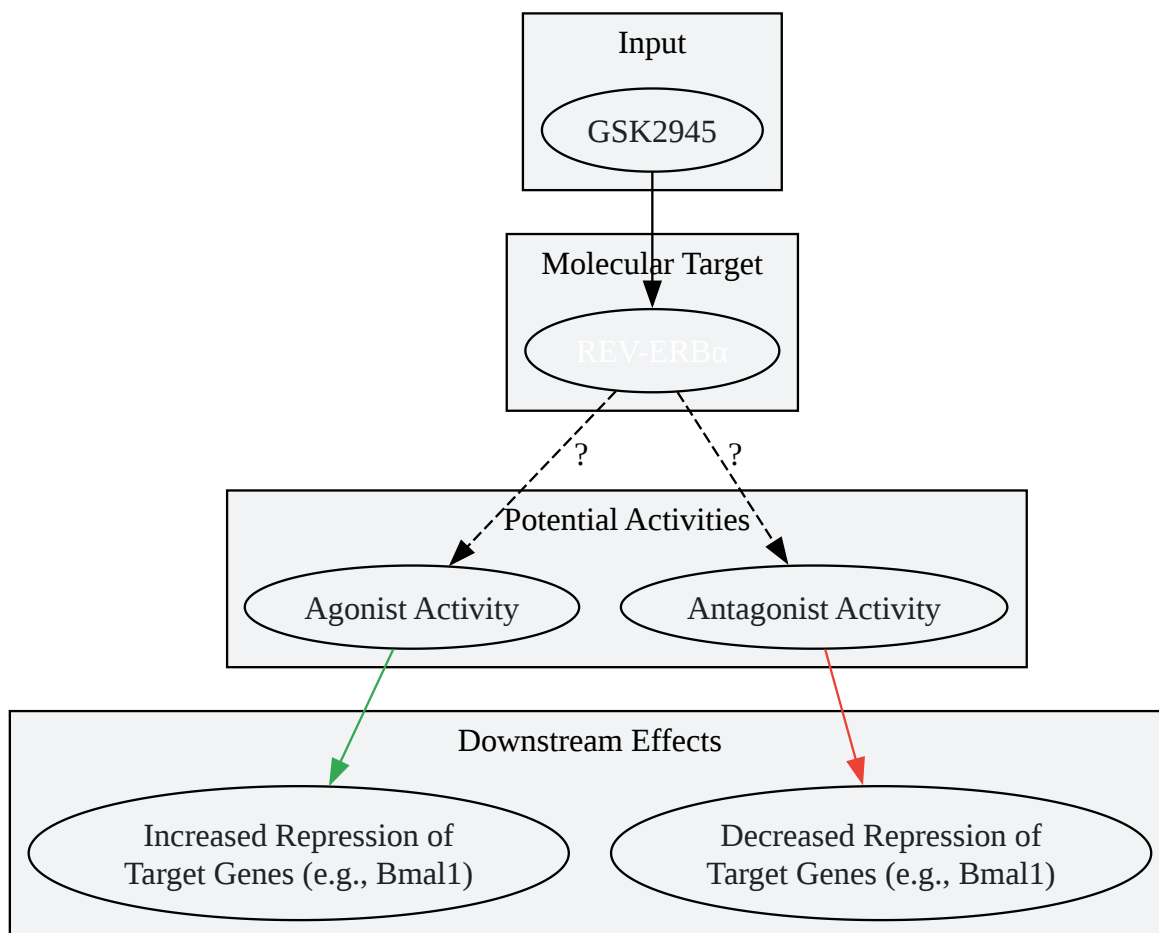 Input
GSK2945
Molecular Target
REV-ERBα
?
?
Potential Activities
Agonist Activity
Antagonist Activity
Downstream Effects
Increased Repression of
Target Genes (e.g., Bmal1)
Decreased Repression of
Target Genes (e.g., Bmal1)